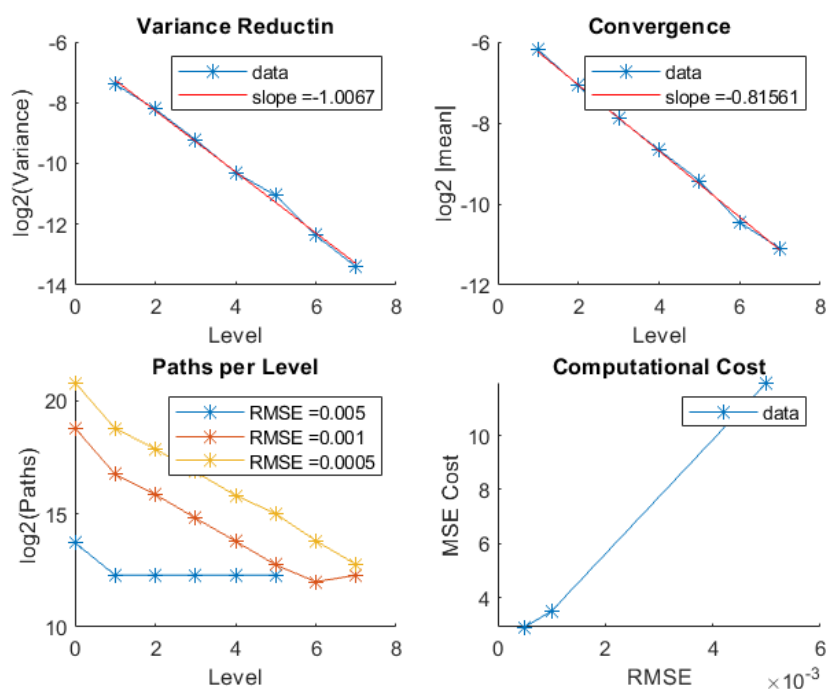 Variance Reductin
-6
-8
-10
-12
-14
log2(Variance)
data
slope =-1.0067
0 2 4 6 8
Level
Convergence
-6
-8
-10
-12
log2 |mean|
data
slope =-0.81561
0 2 4 6 8
Level
Paths per Level
20
15
10
log2(Paths)
RMSE =0.005
RMSE =0.001
RMSE =0.0005
0 2 4 6 8
Level
Computational Cost
10
8
6
4
MSE Cost
data
0 2 4 6
RMSE
×10⁻³